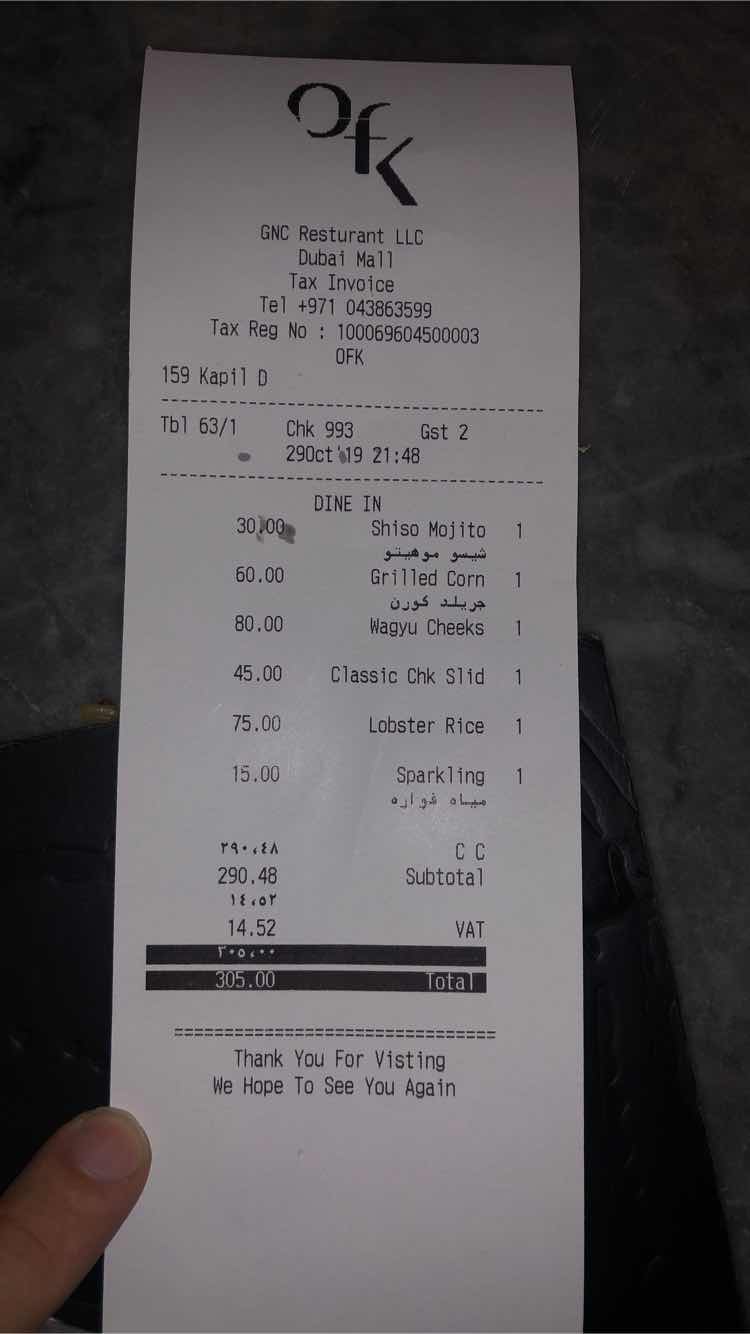 OfK
GNC Resturant LLC
Dubai Mall
Tax Invoice
Tel +971 043863599
Tax Reg No : 100069604500003
OFK
159 Kapil D
Tbl 63/1 Chk 993 Gst 2
29Oct'19 21:48
DINE IN
30.00 Shiso Mojito 1
شيسو موهيتو
60.00 Grilled Corn 1
جريلد كورن
80.00 Wagyu Cheeks 1
45.00 Classic Chk Slid 1
75.00 Lobster Rice 1
15.00 Sparkling 1
مياه فواره
٢٩٠،٤٨ C C
290.48 Subtotal
١٤،٥٢
14.52 VAT
٣٠٥،٠٠
305.00 Total
Thank You For Visting
We Hope To See You Again